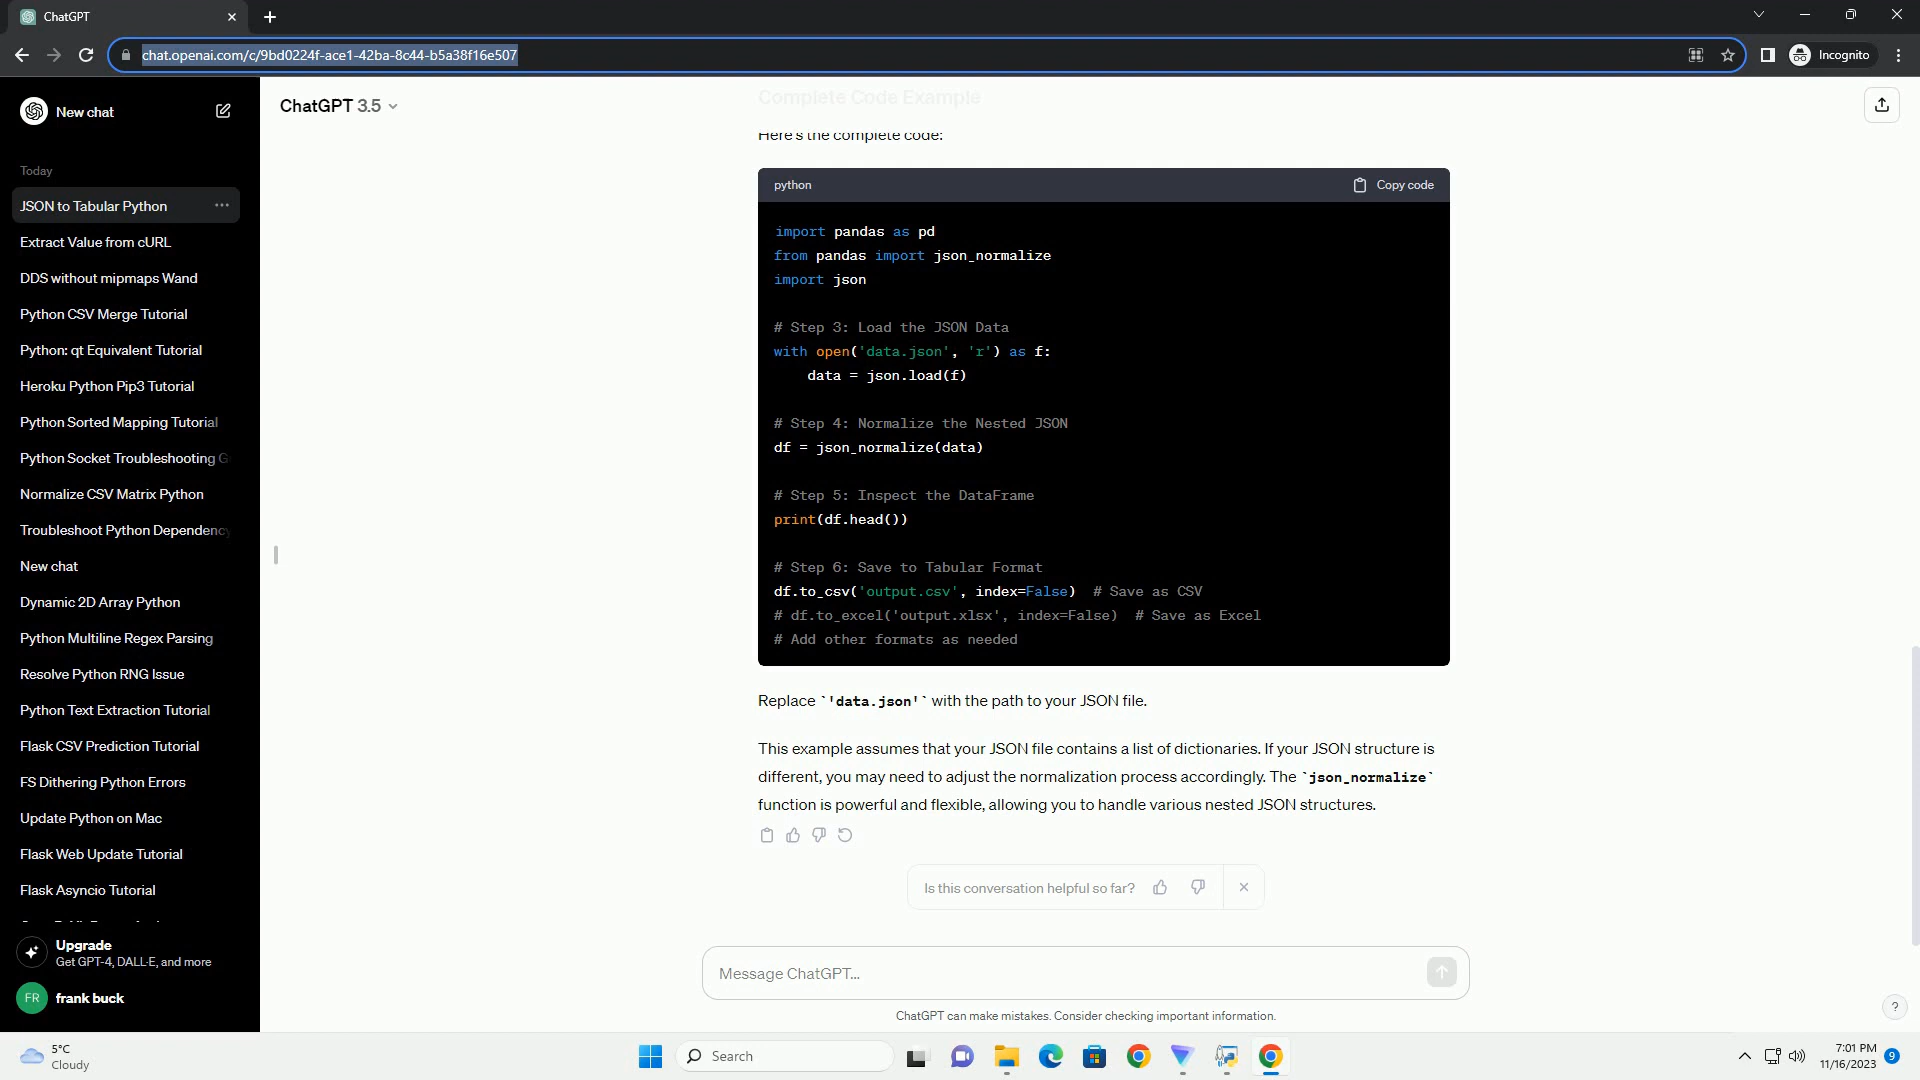 ChatGPT
chat.openai.com/c/9bd0224f-ace1-42ba-8c44-b5a38f16e507
Incognito
New chat
Today
JSON to Tabular Python
Extract Value from cURL
DDS without mipmaps Wand
Python CSV Merge Tutorial
Python: qt Equivalent Tutorial
Heroku Python Pip3 Tutorial
Python Sorted Mapping Tutorial
Python Socket Troubleshooting G
Normalize CSV Matrix Python
Troubleshoot Python Dependency
New chat
Dynamic 2D Array Python
Python Multiline Regex Parsing
Resolve Python RNG Issue
Python Text Extraction Tutorial
Flask CSV Prediction Tutorial
FS Dithering Python Errors
Update Python on Mac
Flask Web Update Tutorial
Flask Asyncio Tutorial
Upgrade
Get GPT-4, DALL·E, and more
FR frank buck
ChatGPT 3.5
Complete Code Example
Here's the complete code:
python Copy code
import pandas as pd
from pandas import json_normalize
import json
# Step 3: Load the JSON Data
with open('data.json', 'r') as f:
data = json.load(f)
# Step 4: Normalize the Nested JSON
df = json_normalize(data)
# Step 5: Inspect the DataFrame
print(df.head())
# Step 6: Save to Tabular Format
df.to_csv('output.csv', index=False)  # Save as CSV
# df.to_excel('output.xlsx', index=False)  # Save as Excel
# Add other formats as needed
Replace `'data.json'` with the path to your JSON file.
This example assumes that your JSON file contains a list of dictionaries. If your JSON structure is
different, you may need to adjust the normalization process accordingly. The `json_normalize`
function is powerful and flexible, allowing you to handle various nested JSON structures.
Is this conversation helpful so far?
Message ChatGPT...
ChatGPT can make mistakes. Consider checking important information.
?
5°C
Cloudy
Search
7:01 PM
11/16/2023
9